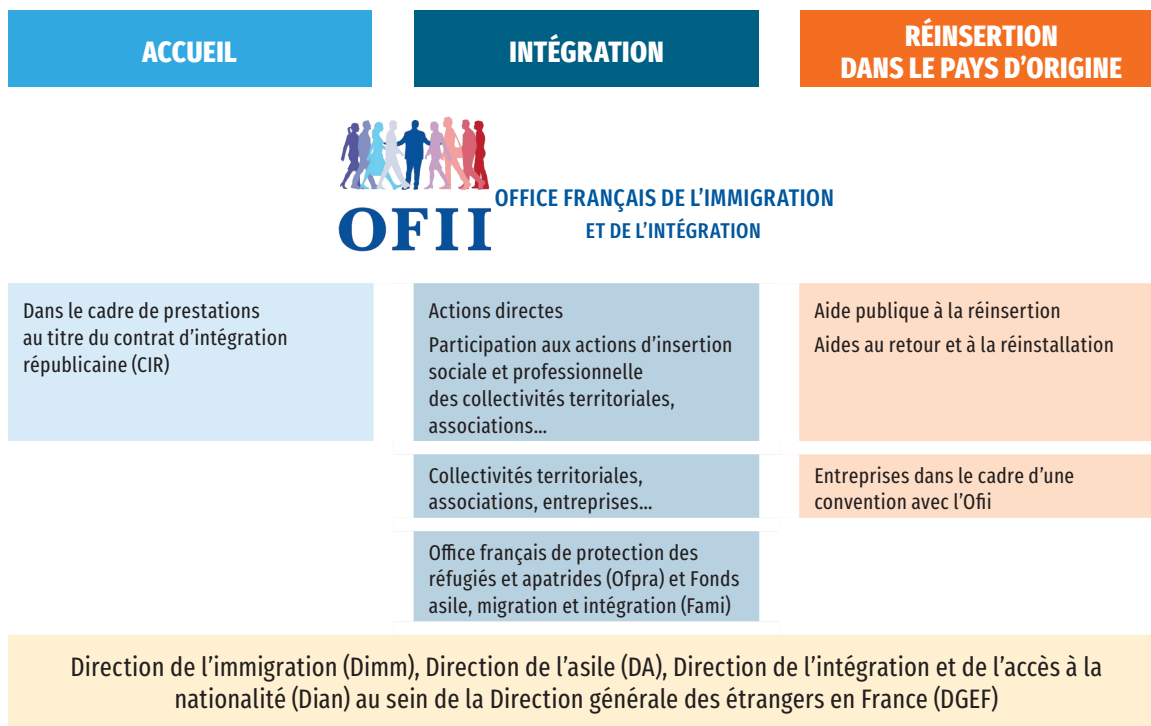 ACCUEIL
INTÉGRATION
RÉINSERTION
DANS LE PAYS D'ORIGINE
OFII
OFFICE FRANÇAIS DE L'IMMIGRATION
ET DE L'INTÉGRATION
Dans le cadre de prestations
au titre du contrat d'intégration
républicaine (CIR)
Actions directes
Participation aux actions d'insertion
sociale et professionnelle
des collectivités territoriales,
associations...
Aide publique à la réinsertion
Aides au retour et à la réinstallation
Collectivités territoriales,
associations, entreprises...
Entreprises dans le cadre d'une
convention avec l'Ofii
Office français de protection des
réfugiés et apatrides (Ofpra) et Fonds
asile, migration et intégration (Fami)
Direction de l'immigration (Dimm), Direction de l'asile (DA), Direction de l'intégration et de l'accès à la
nationalité (Dian) au sein de la Direction générale des étrangers en France (DGEF)